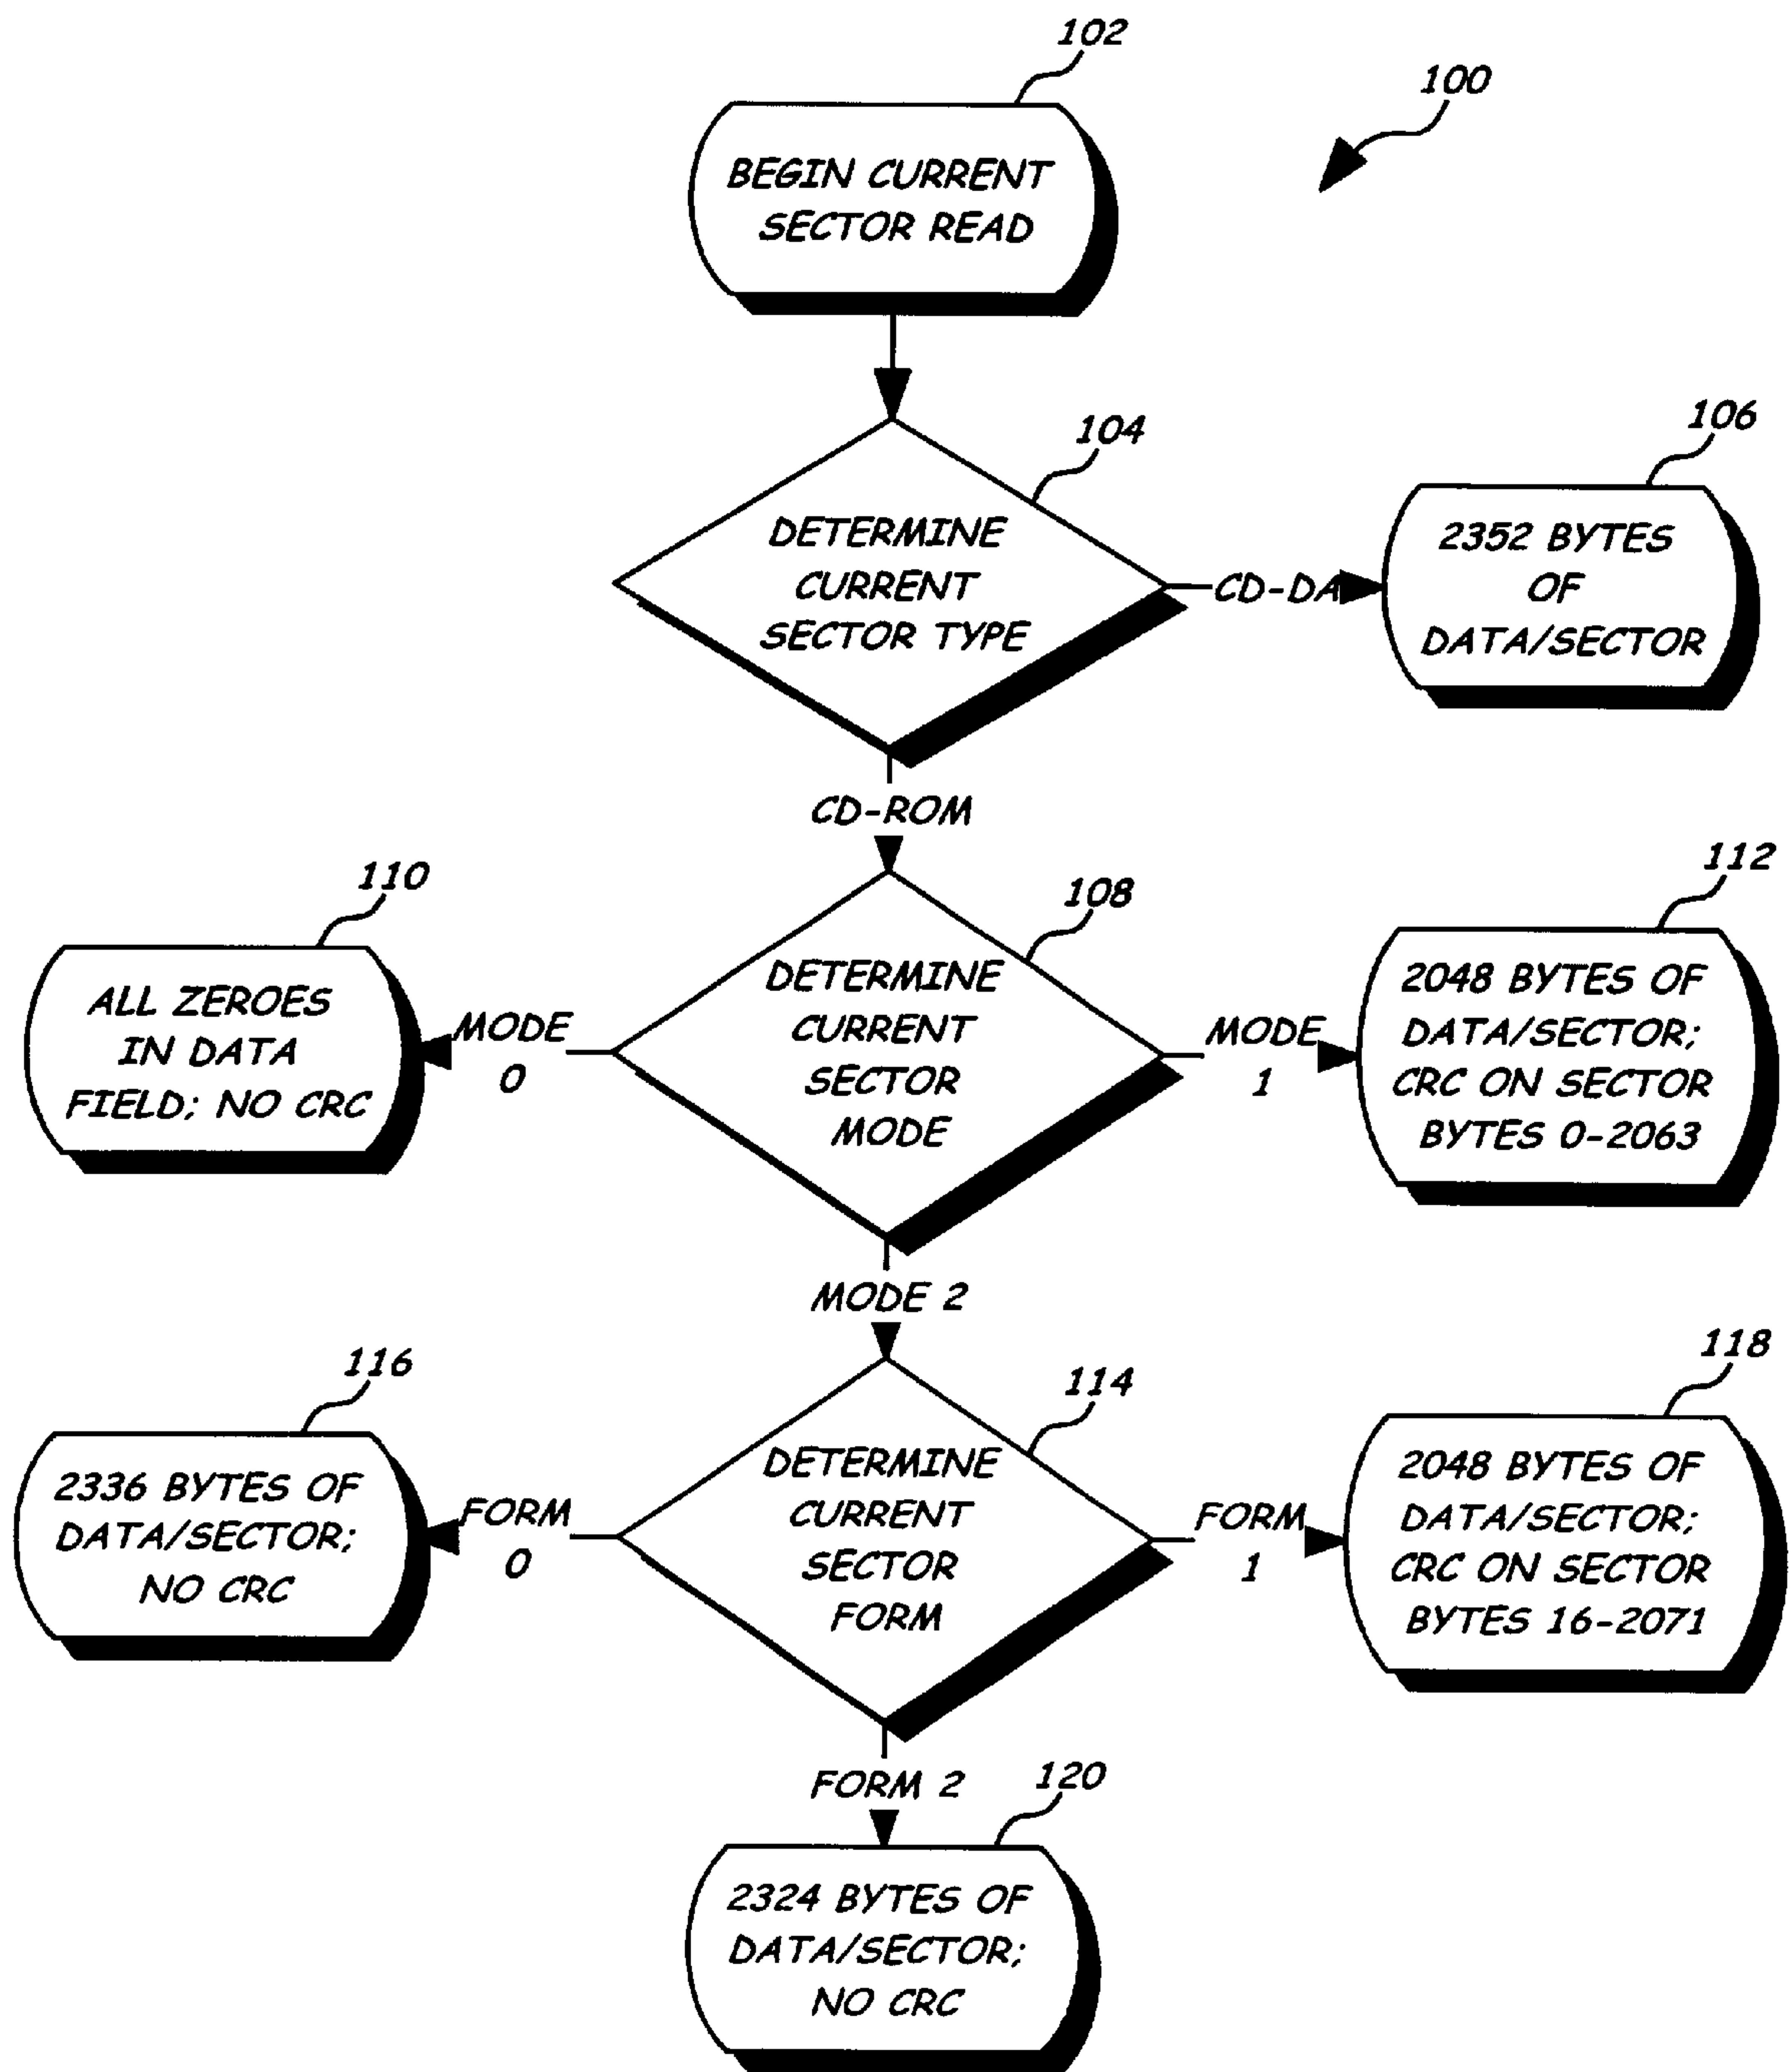 102
100
BEGIN CURRENT
SECTOR READ
104
106
DETERMINE
CURRENT
SECTOR TYPE
CD-DA
2352 BYTES
OF
DATA/SECTOR
CD-ROM
110
108
112
ALL ZEROES
IN DATA
FIELD; NO CRC
MODE
0
DETERMINE
CURRENT
SECTOR
MODE
MODE
1
2048 BYTES OF
DATA/SECTOR;
CRC ON SECTOR
BYTES 0-2063
MODE 2
116
114
118
2336 BYTES OF
DATA/SECTOR;
NO CRC
FORM
0
DETERMINE
CURRENT
SECTOR
FORM
FORM
1
2048 BYTES OF
DATA/SECTOR;
CRC ON SECTOR
BYTES 16-2071
FORM 2
120
2324 BYTES OF
DATA/SECTOR;
NO CRC